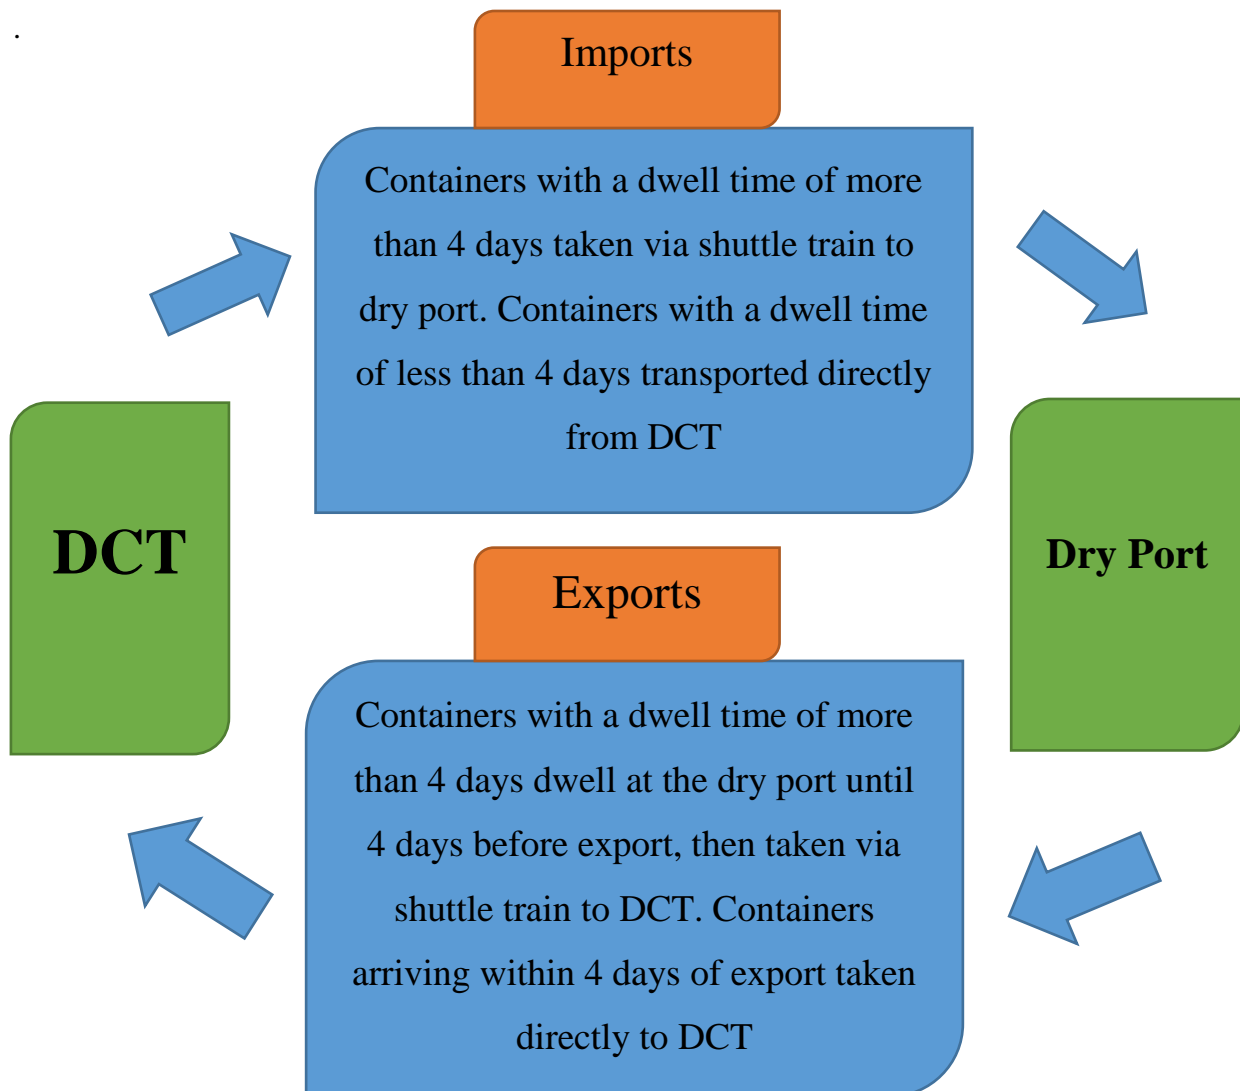 .
Imports
Containers with a dwell time of more
than 4 days taken via shuttle train to
dry port. Containers with a dwell time
of less than 4 days transported directly
from DCT
DCT
Dry Port
Exports
Containers with a dwell time of more
than 4 days dwell at the dry port until
4 days before export, then taken via
shuttle train to DCT. Containers
arriving within 4 days of export taken
directly to DCT